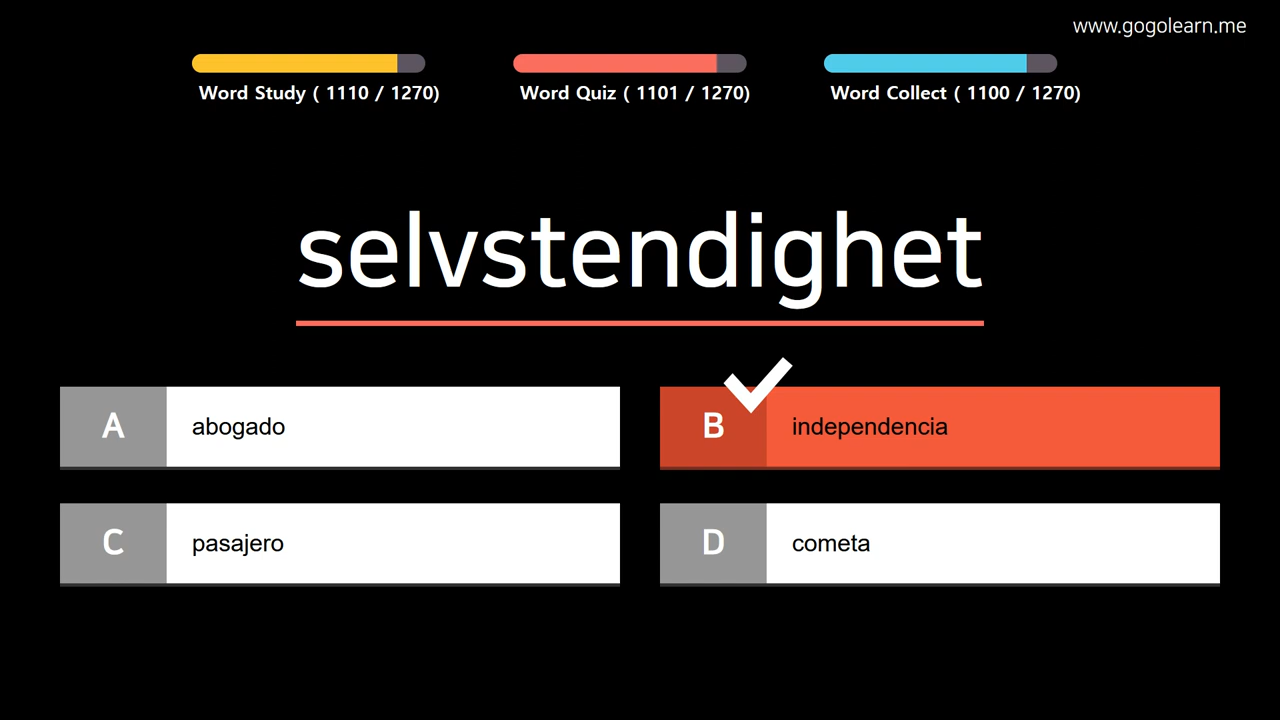 www.gogolearn.me
Word Study ( 1110 / 1270)
Word Quiz ( 1101 / 1270)
Word Collect ( 1100 / 1270)
selvstendighet
A abogado
B independencia
C pasajero
D cometa